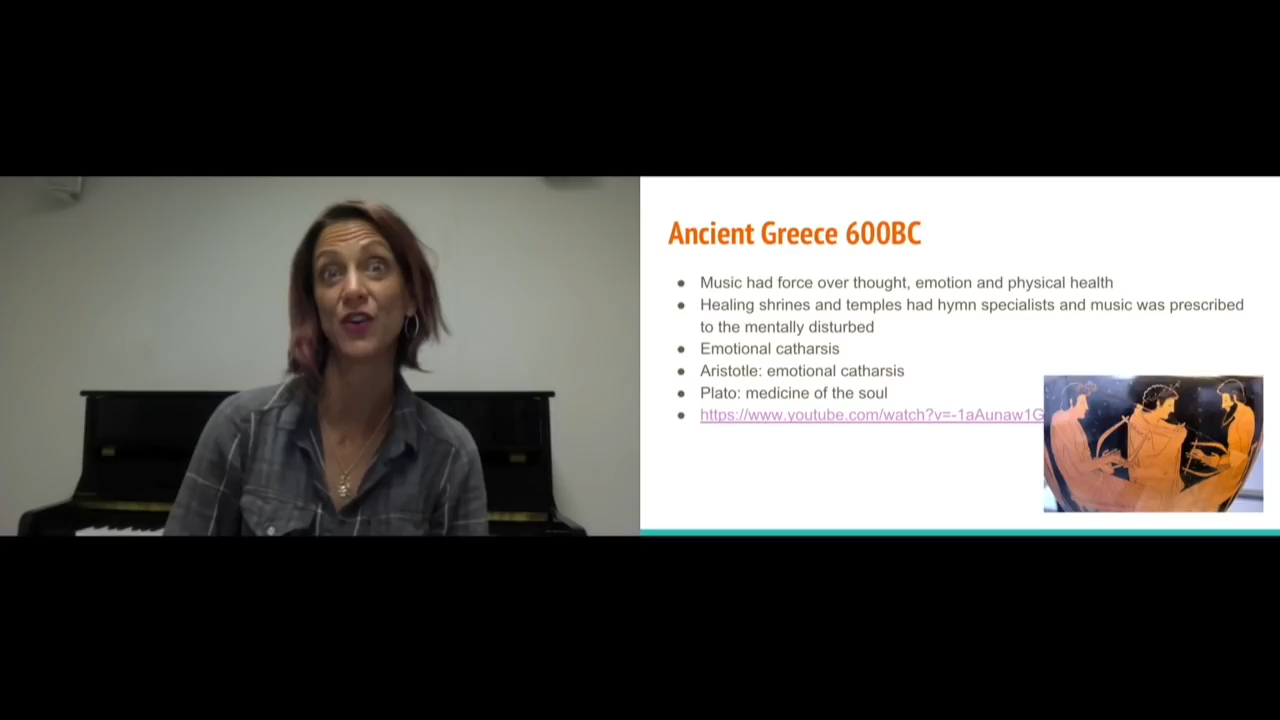 Ancient Greece 600BC
● Music had force over thought, emotion and physical health
● Healing shrines and temples had hymn specialists and music was prescribed
to the mentally disturbed
● Emotional catharsis
● Aristotle: emotional catharsis
● Plato: medicine of the soul
● https://www.youtube.com/watch?v=-1aAunaw1G